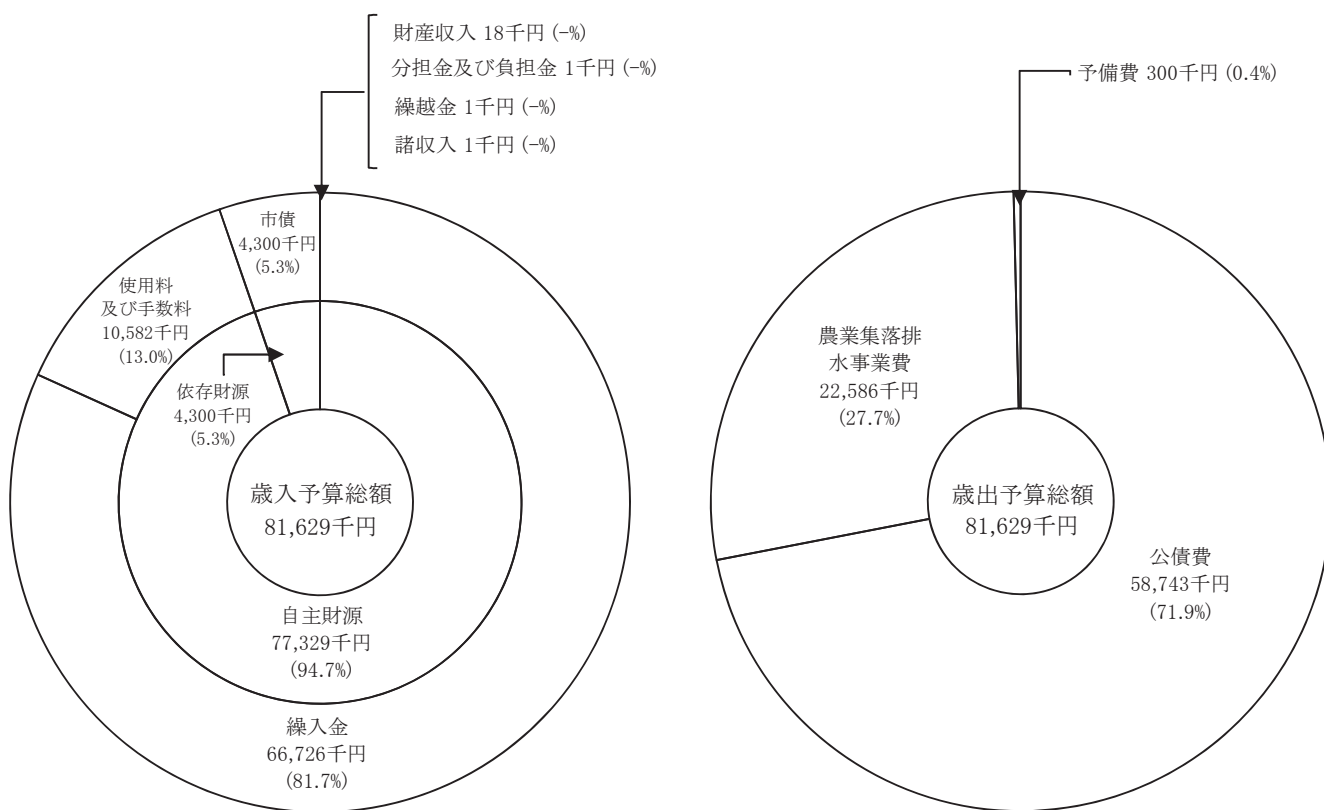 財産収入 18千円 (-%)
分担金及び負担金 1千円 (-%)
繰越金 1千円 (-%)
諸収入 1千円 (-%)
市債
4,300千円
(5.3%)
使用料
及び手数料
10,582千円
(13.0%)
依存財源
4,300千円
(5.3%)
歳入予算総額
81,629千円
自主財源
77,329千円
(94.7%)
繰入金
66,726千円
(81.7%)
予備費 300千円 (0.4%)
農業集落排
水事業費
22,586千円
(27.7%)
歳出予算総額
81,629千円
公債費
58,743千円
(71.9%)